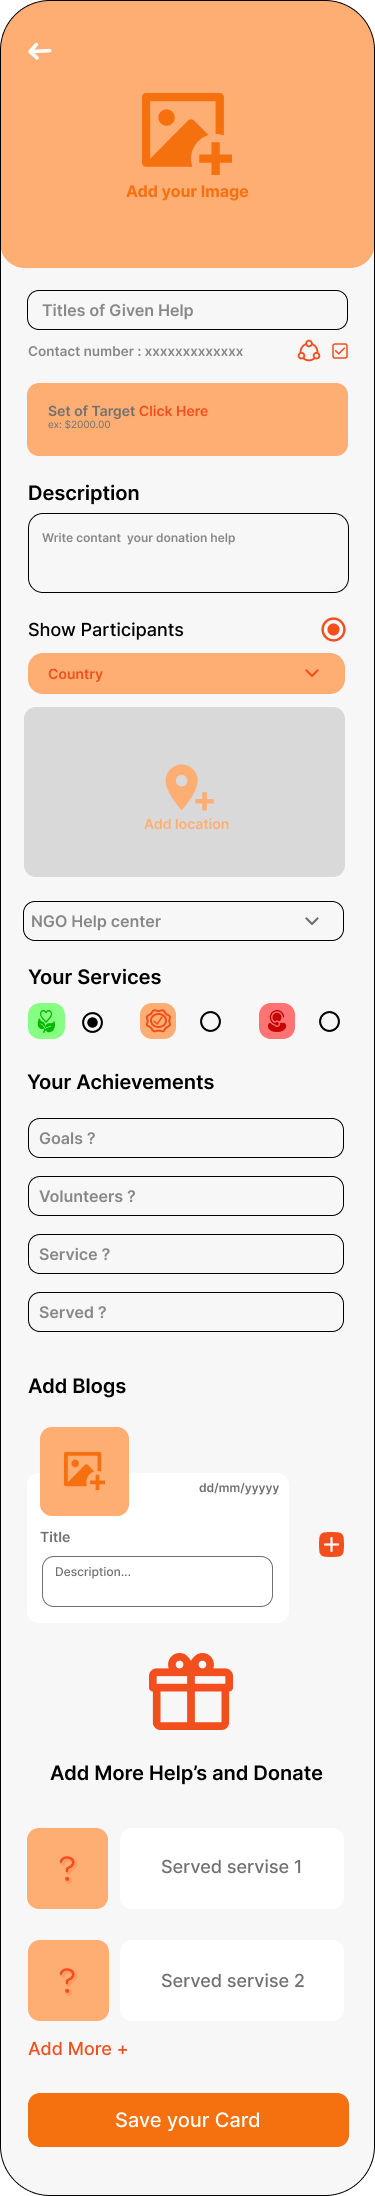 Add your Image
Titles of Given Help
Contact number : xxxxxxxxxxxxx
Set of Target Click Here
ex: $2000.00
Description
Write contant your donation help
Show Participants
Country
Add location
NGO Help center
Your Services
Your Achievements
Goals ?
Volunteers ?
Service ?
Served ?
Add Blogs
dd/mm/yyyyy
Title
Description...
Add More Help's and Donate
?
Served servise 1
?
Served servise 2
Add More +
Save your Card